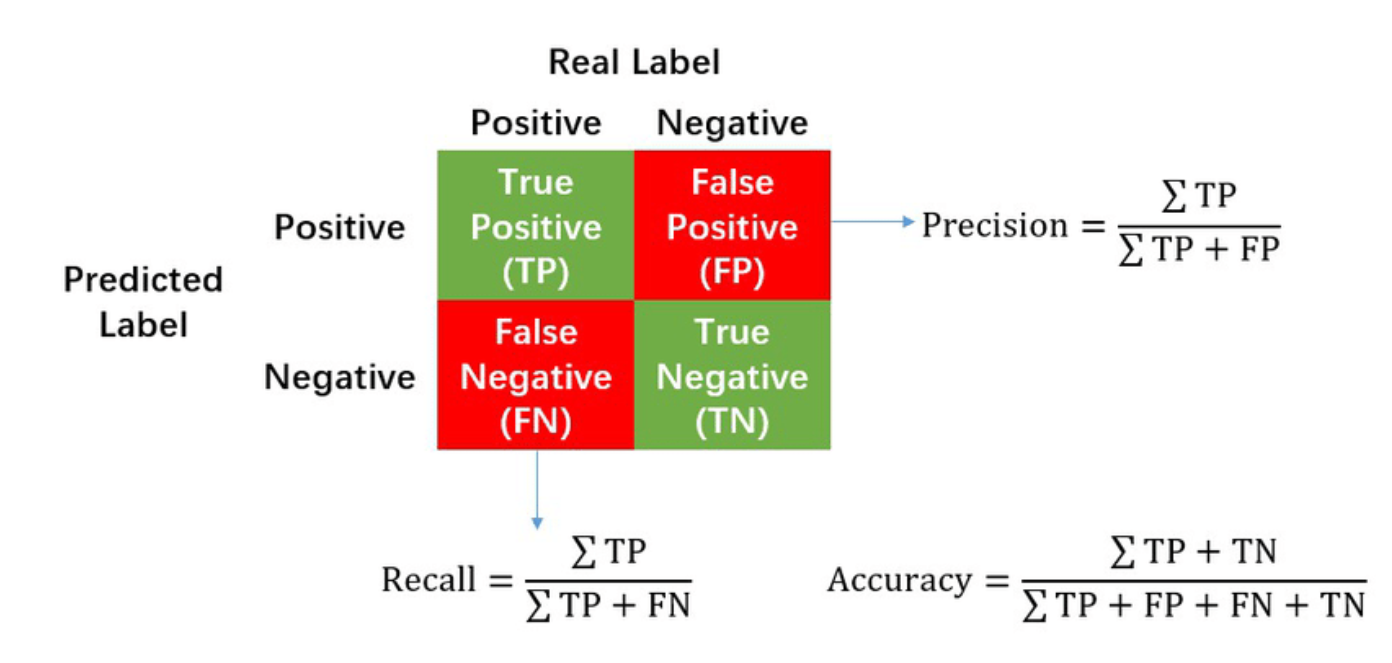 Real Label
Positive Negative
True
Positive
(TP)
False
Positive
(FP)
Positive
Precision = ∑ TP / ∑ TP + FP
Predicted
Label
False
Negative
(FN)
True
Negative
(TN)
Negative
Recall = ∑ TP / ∑ TP + FN
Accuracy = ∑ TP + TN / ∑ TP + FP + FN + TN